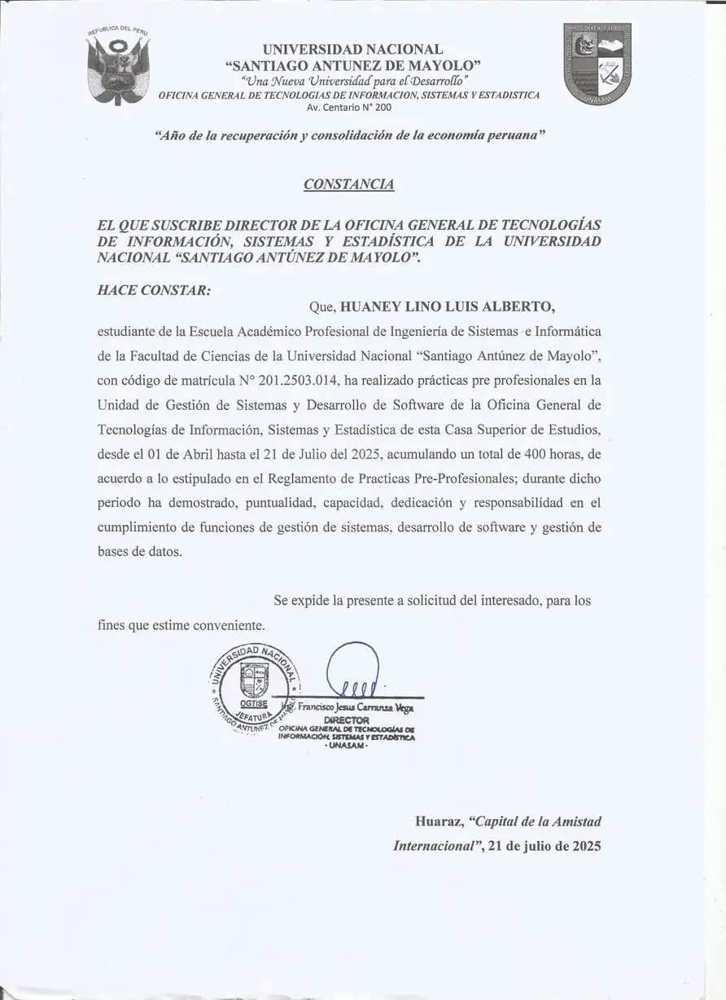 REPUBLICA DEL PERU
UNIVERSIDAD NACIONAL
“SANTIAGO ANTUNEZ DE MAYOLO”
“Una Nueva Universidad para el Desarrollo”
OFICINA GENERAL DE TECNOLOGIAS DE INFORMACION, SISTEMAS Y ESTADISTICA
Av. Centario N° 200
UNASAM
“Año de la recuperación y consolidación de la economía peruana”
CONSTANCIA
EL QUE SUSCRIBE DIRECTOR DE LA OFICINA GENERAL DE TECNOLOGÍAS
DE INFORMACIÓN, SISTEMAS Y ESTADÍSTICA DE LA UNIVERSIDAD
NACIONAL “SANTIAGO ANTÚNEZ DE MAYOLO”.
HACE CONSTAR:
Que, HUANEY LINO LUIS ALBERTO,
estudiante de la Escuela Académico Profesional de Ingeniería de Sistemas e Informática
de la Facultad de Ciencias de la Universidad Nacional “Santiago Antúnez de Mayolo”,
con código de matrícula N° 201.2503.014, ha realizado prácticas pre profesionales en la
Unidad de Gestión de Sistemas y Desarrollo de Software de la Oficina General de
Tecnologías de Información, Sistemas y Estadística de esta Casa Superior de Estudios,
desde el 01 de Abril hasta el 21 de Julio del 2025, acumulando un total de 400 horas, de
acuerdo a lo estipulado en el Reglamento de Practicas Pre-Profesionales; durante dicho
periodo ha demostrado, puntualidad, capacidad, dedicación y responsabilidad en el
cumplimiento de funciones de gestión de sistemas, desarrollo de software y gestión de
bases de datos.
Se expide la presente a solicitud del interesado, para los
fines que estime conveniente.
UNIVERSIDAD NACIONAL
SANTIAGO ANTUNEZ DE MAYOLO
OGTISE
JEFATURA
Ing. Francisco Jesus Carranza Vega
DIRECTOR
OFICINA GENERAL DE TECNOLOGÍAS DE
INFORMACIÓN, SISTEMAS Y ESTADÍSTICA
- UNASAM -
Huaraz, “Capital de la Amistad
Internacional”, 21 de julio de 2025